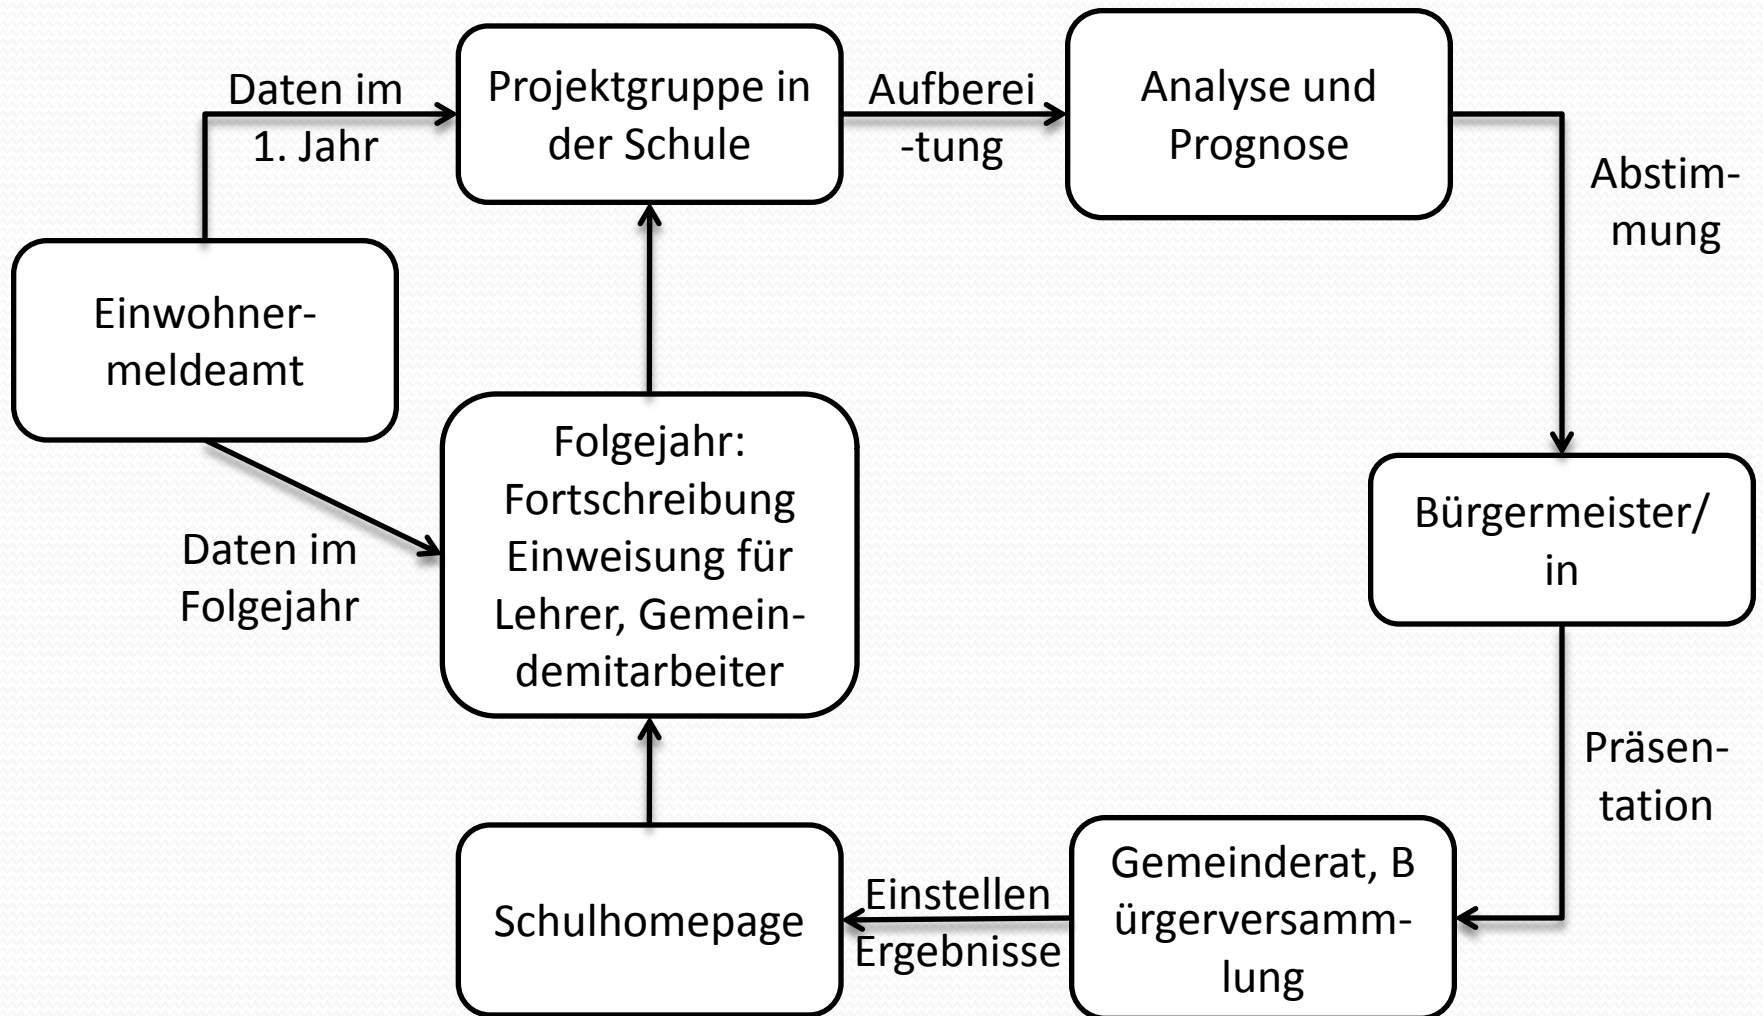 Daten im
1. Jahr
Projektgruppe in
der Schule
Aufberei
-tung
Analyse und
Prognose
Abstim-
mung
Einwohner-
meldeamt
Folgejahr:
Fortschreibung
Einweisung für
Lehrer, Gemein-
demitarbeiter
Daten im
Folgejahr
Bürgermeister/
in
Präsen-
tation
Gemeinderat, B
ürgerversamm-
lung
Einstellen
Ergebnisse
Schulhomepage